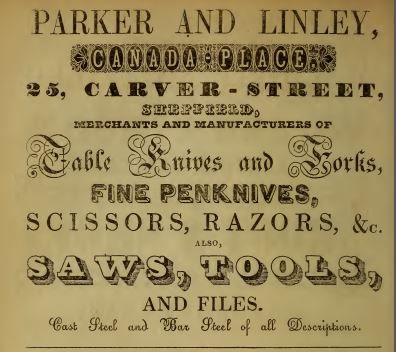 PARKER AND LINLEY,
CANADA-PLACE.
25, CARVER-STREET,
SHEFFIELD,
MERCHANTS AND MANUFACTURERS OF
Table Knives and Forks,
FINE PENKNIVES,
SCISSORS, RAZORS, &c.
ALSO,
SAWS, TOOLS,
AND FILES.
Cast Steel and Bar Steel of all Descriptions.